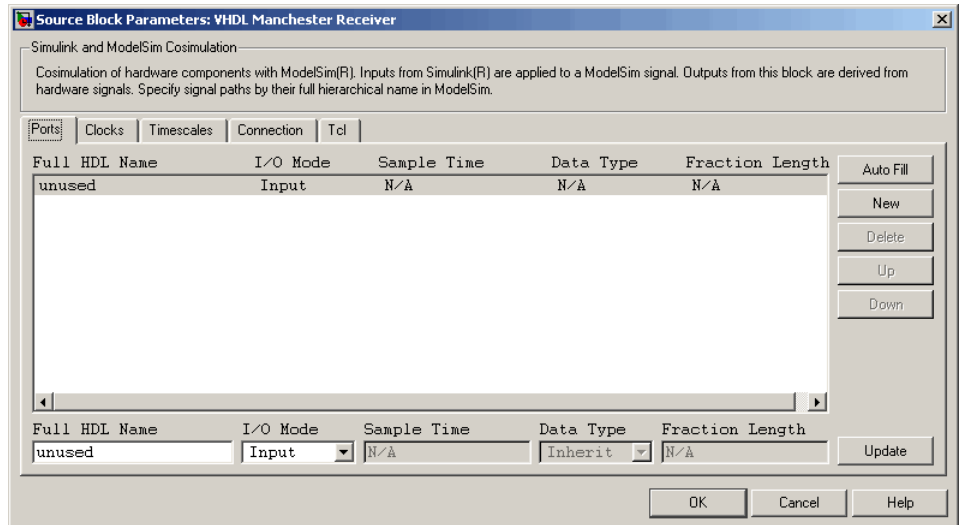 Source Block Parameters: VHDL Manchester Receiver
Simulink and ModelSim Cosimulation
Cosimulation of hardware components with ModelSim(R). Inputs from Simulink(R) are applied to a ModelSim signal. Outputs from this block are derived from
hardware signals. Specify signal paths by their full hierarchical name in ModelSim.
Ports Clocks Timescales Connection Tcl
Full HDL Name I/O Mode Sample Time Data Type Fraction Length
unused Input N/A N/A N/A
Auto Fill
New
Delete
Up
Down
Full HDL Name I/O Mode Sample Time Data Type Fraction Length
unused Input N/A Inherit N/A Update
OK Cancel Help